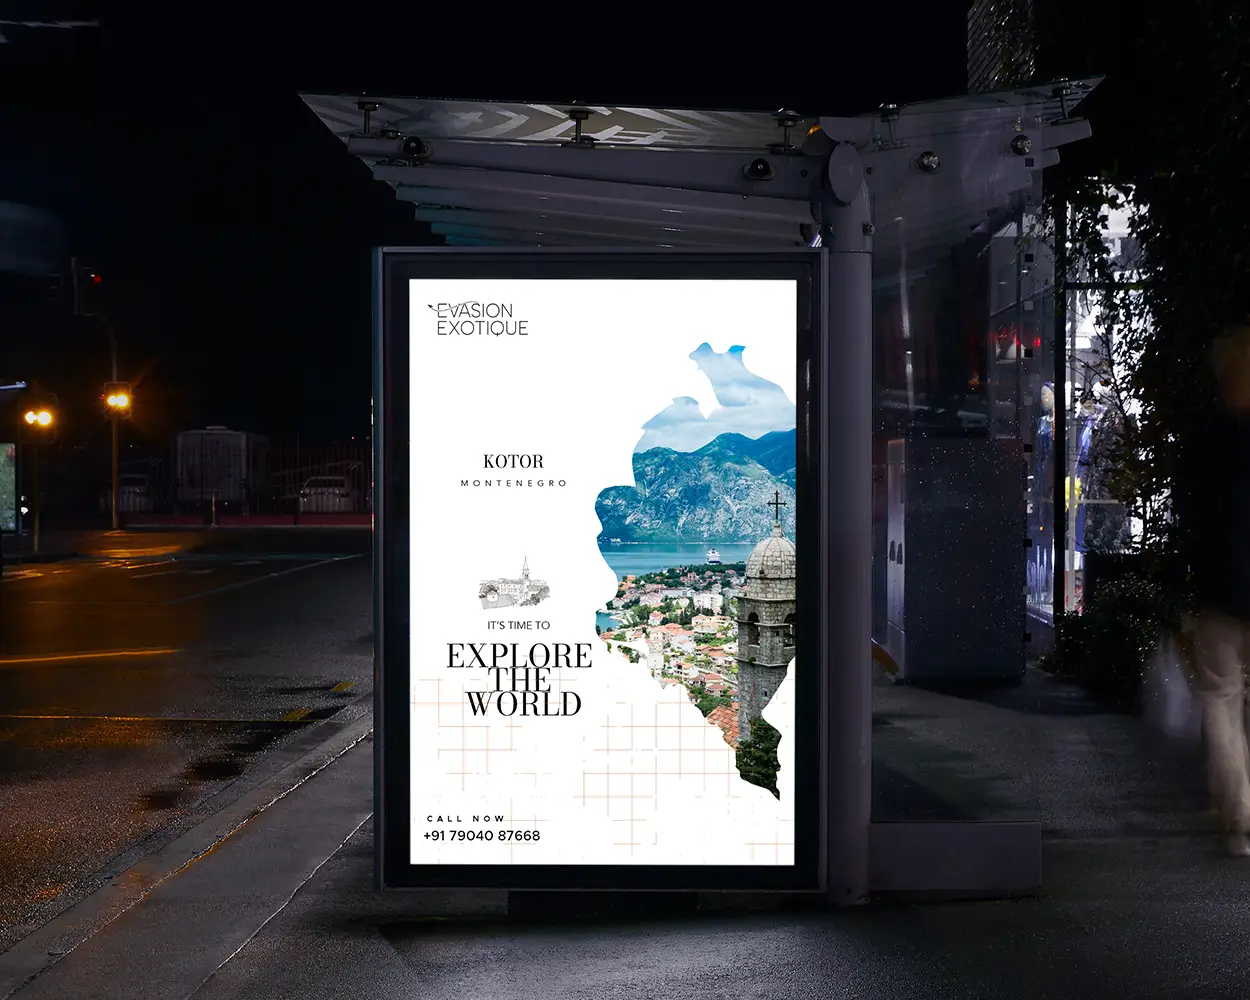 EVASION
EXOTIQUE
KOTOR
MONTENEGRO
IT'S TIME TO
EXPLORE
THE
WORLD
CALL NOW
+91 79040 87668